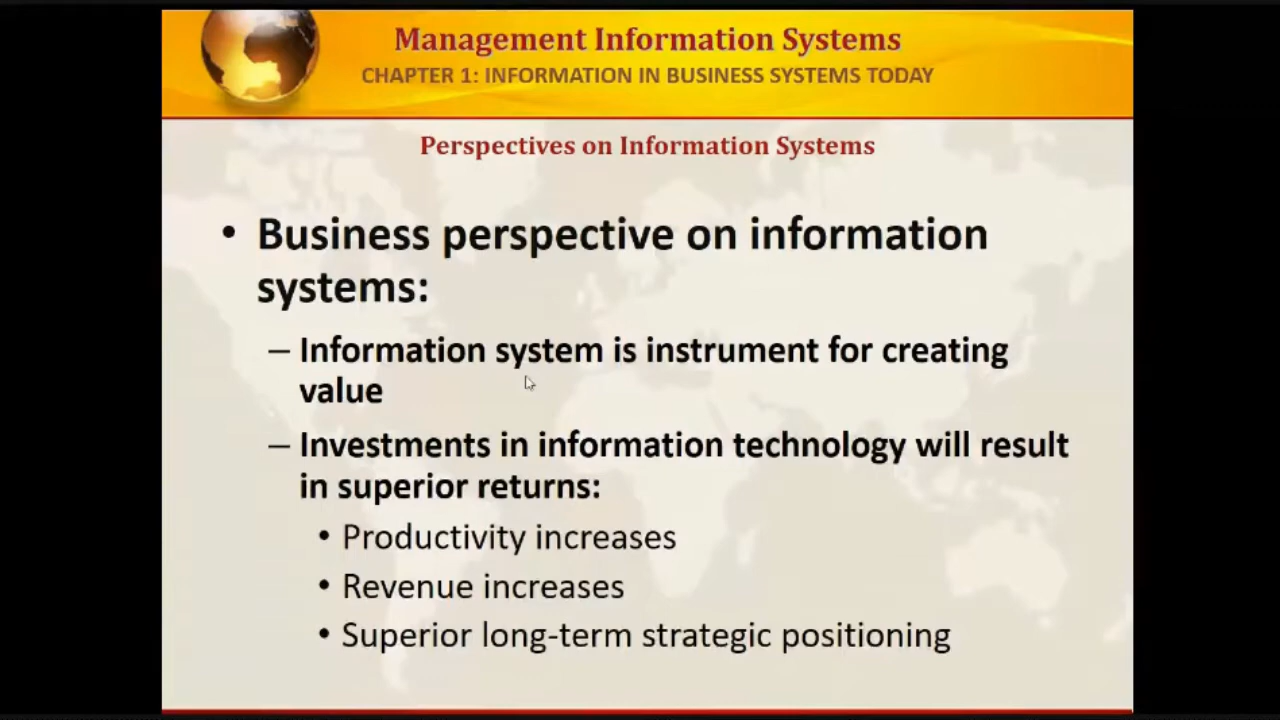 Management Information Systems
CHAPTER 1: INFORMATION IN BUSINESS SYSTEMS TODAY
Perspectives on Information Systems
• Business perspective on information
systems:
– Information system is instrument for creating
value
– Investments in information technology will result
in superior returns:
• Productivity increases
• Revenue increases
• Superior long-term strategic positioning